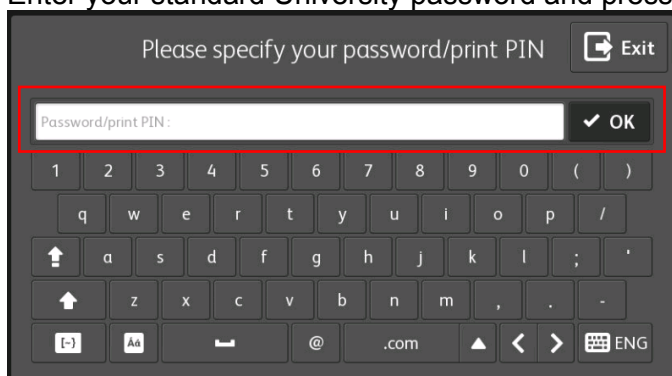 Enter your standard University password and press
Please specify your password/print PIN Exit
Password/print PIN : OK
1 2 3 4 5 6 7 8 9 0 ( )
q w e r t y u i o p /
a s d f g h j k l ; '
z x c v b n m , . -
[~] Áá @ .com ENG